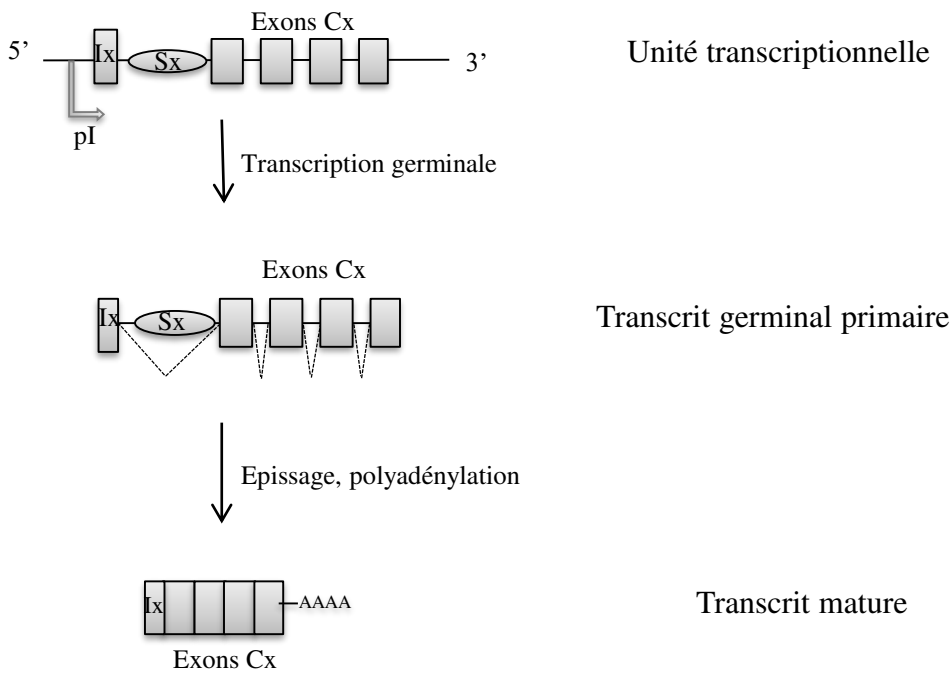 Exons Cx
5’ Ix Sx 3’ Unité transcriptionnelle
pI
Transcription germinale
Exons Cx
Ix Sx Transcrit germinal primaire
Epissage, polyadénylation
Ix AAAA Transcrit mature
Exons Cx